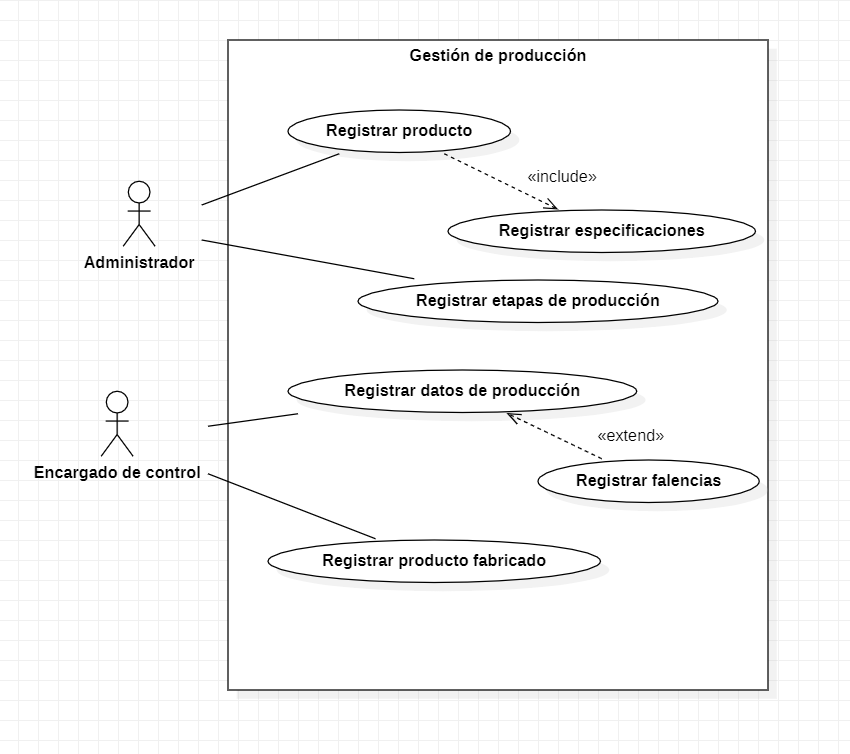 Gestión de producción
Registrar producto
«include»
Registrar especificaciones
Administrador
Registrar etapas de producción
Registrar datos de producción
«extend»
Encargado de control
Registrar falencias
Registrar producto fabricado